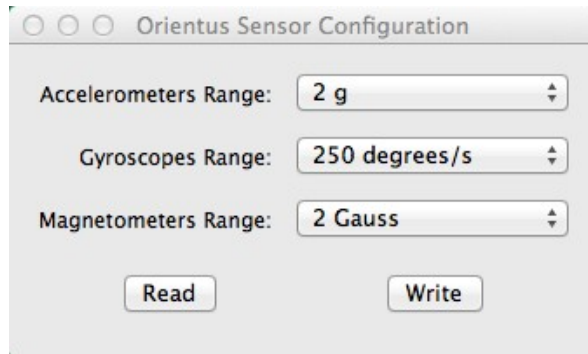 Orientus Sensor Configuration
Accelerometers Range: 2 g
Gyroscopes Range: 250 degrees/s
Magnetometers Range: 2 Gauss
Read Write